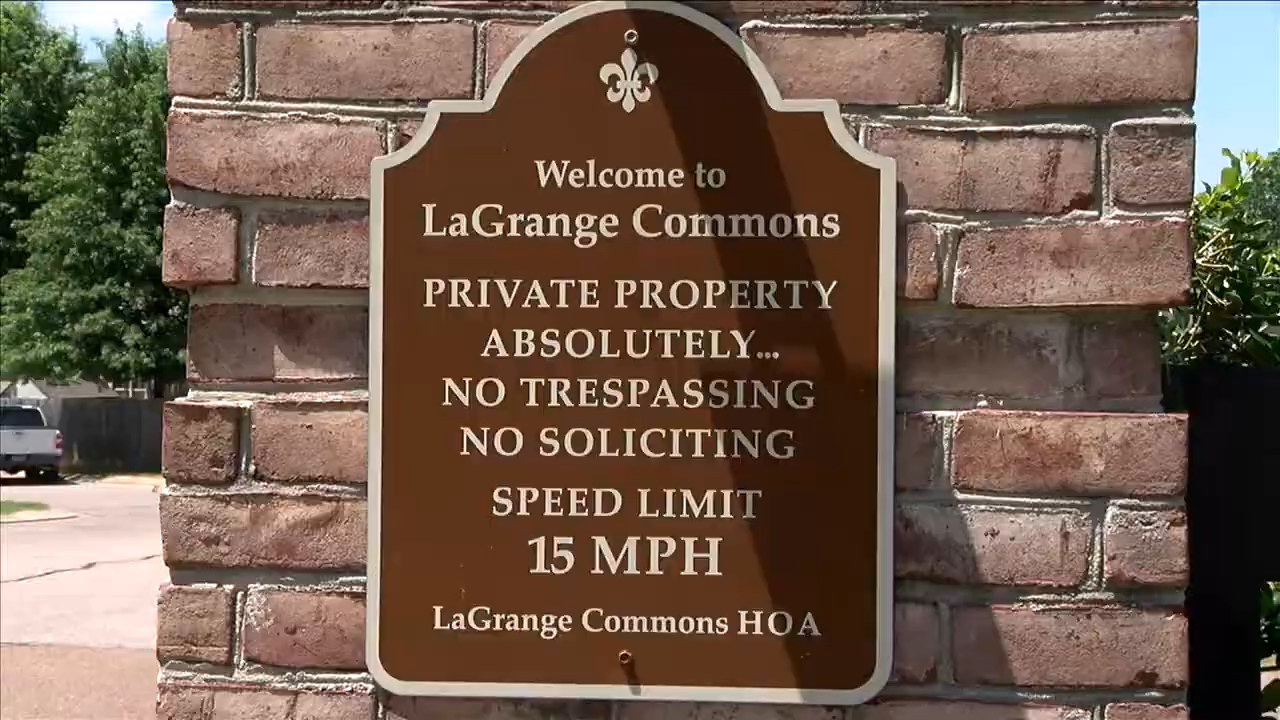 Welcome to
LaGrange Commons
PRIVATE PROPERTY
ABSOLUTELY...
NO TRESPASSING
NO SOLICITING
SPEED LIMIT
15 MPH
LaGrange Commons HOA